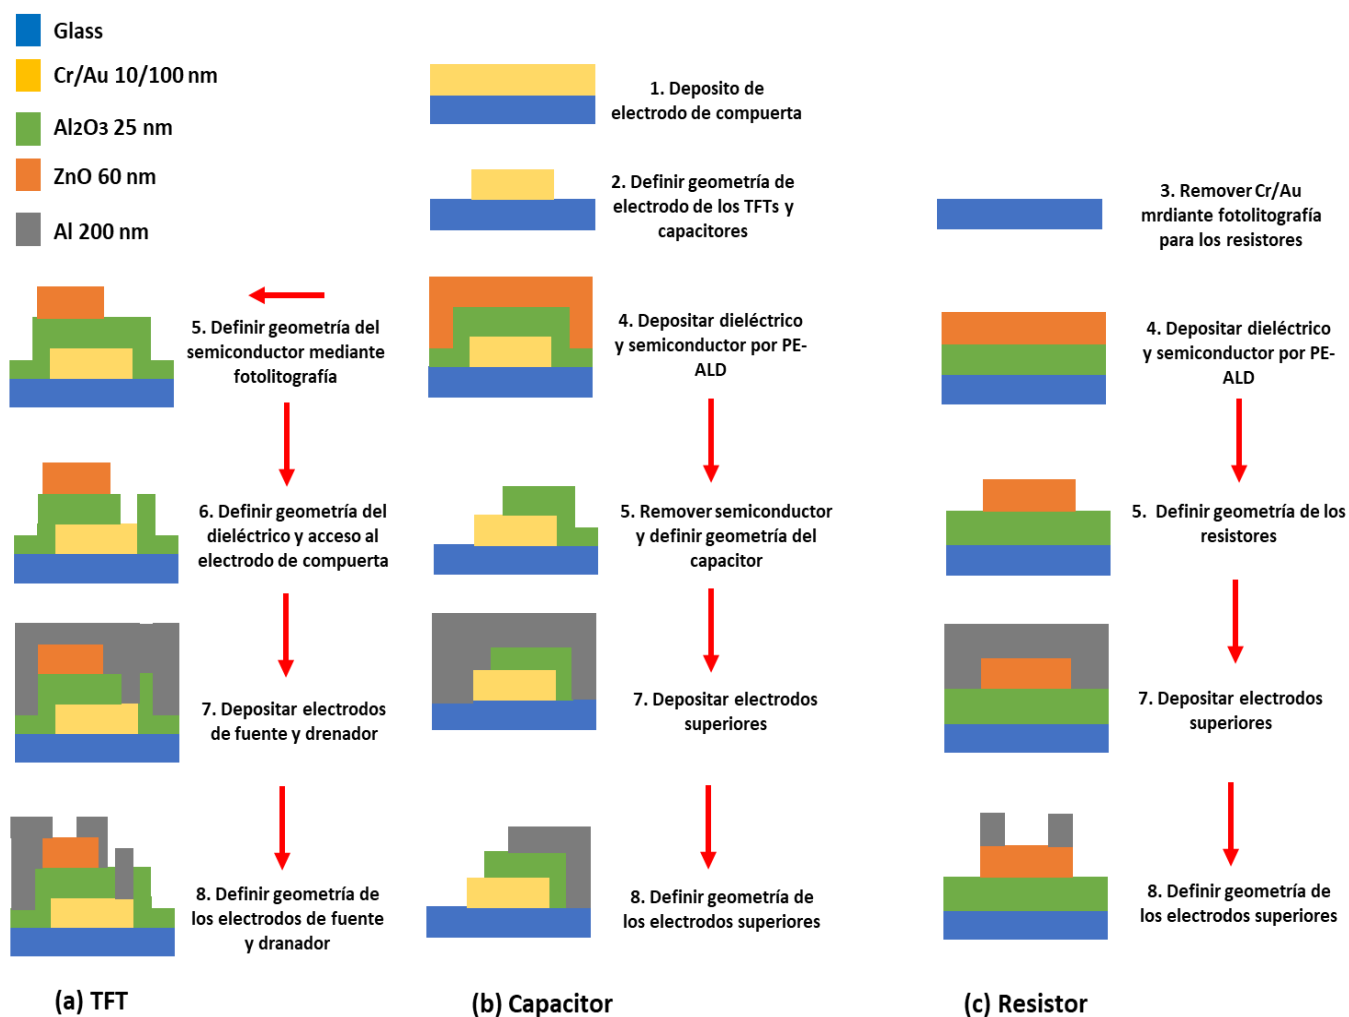 Glass
Cr/Au 10/100 nm
Al2O3 25 nm
ZnO 60 nm
Al 200 nm
1. Deposito de
electrodo de compuerta
2. Definir geometría de
electrodo de los TFTs y
capacitores
3. Remover Cr/Au
mrdiante fotolitografía
para los resistores
5. Definir geometría del
semiconductor mediante
fotolitografía
4. Depositar dieléctrico
y semiconductor por PE-
ALD
4. Depositar dieléctrico
y semiconductor por PE-
ALD
6. Definir geometría del
dieléctrico y acceso al
electrodo de compuerta
5. Remover semiconductor
y definir geometría del
capacitor
5. Definir geometría de los
resistores
7. Depositar electrodos
de fuente y drenador
7. Depositar electrodos
superiores
7. Depositar electrodos
superiores
8. Definir geometría de
los electrodos de fuente
y dranador
8. Definir geometría de
los electrodos superiores
8. Definir geometría de
los electrodos superiores
(a) TFT
(b) Capacitor
(c) Resistor